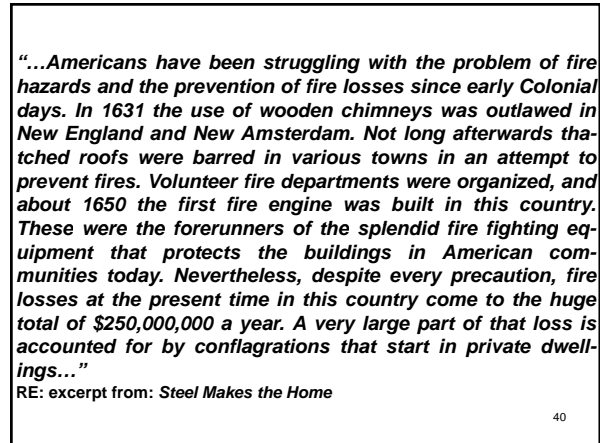 “…Americans have been struggling with the problem of fire
hazards and the prevention of fire losses since early Colonial
days. In 1631 the use of wooden chimneys was outlawed in
New England and New Amsterdam. Not long afterwards tha-
tched roofs were barred in various towns in an attempt to
prevent fires. Volunteer fire departments were organized, and
about 1650 the first fire engine was built in this country.
These were the forerunners of the splendid fire fighting eq-
uipment that protects the buildings in American com-
munities today. Nevertheless, despite every precaution, fire
losses at the present time in this country come to the huge
total of $250,000,000 a year. A very large part of that loss is
accounted for by conflagrations that start in private dwell-
ings…”
RE: excerpt from: Steel Makes the Home
40